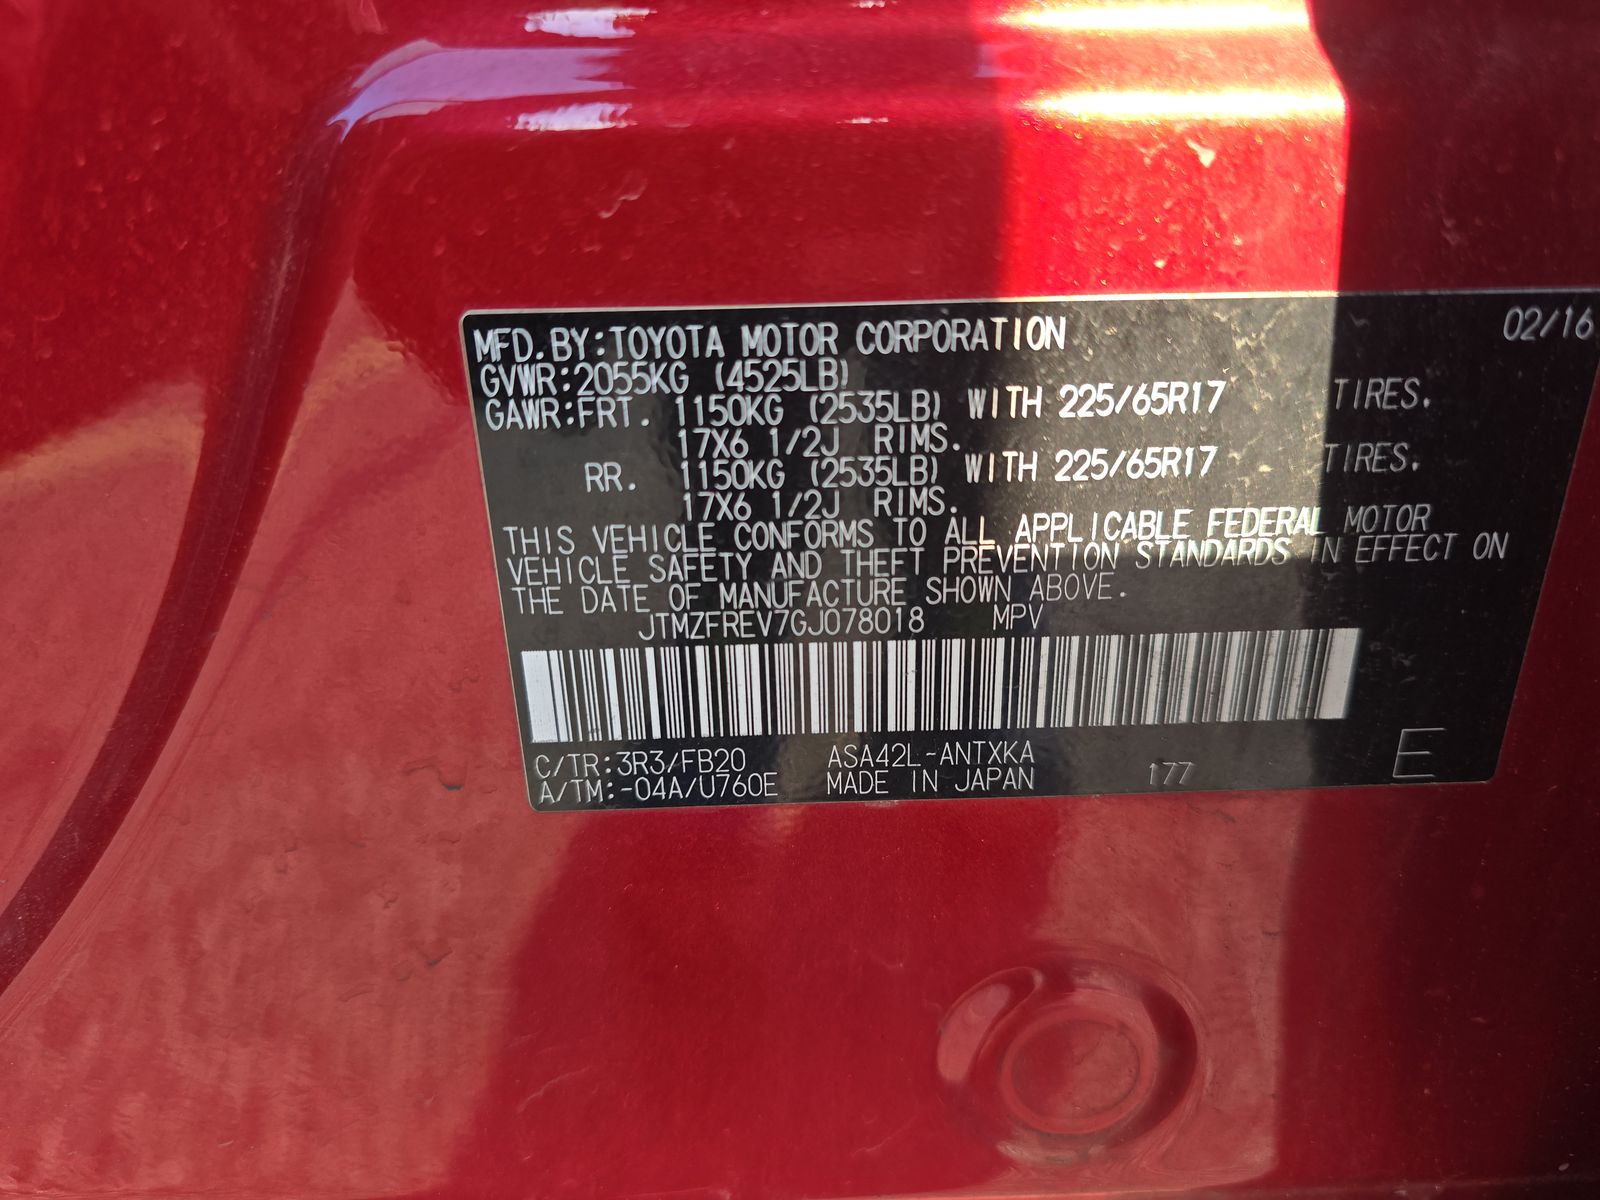 02/16
MFD. BY: TOYOTA MOTOR CORPORATION
GVWR: 2055KG (4525LB)
GAWR: FRT. 1150KG (2535LB) WITH 225/65R17 TIRES.
17X6 1/2J RIMS.
RR. 1150KG (2535LB) WITH 225/65R17 TIRES.
17X6 1/2J RIMS.
THIS VEHICLE CONFORMS TO ALL APPLICABLE FEDERAL MOTOR
VEHICLE SAFETY AND THEFT PREVENTION STANDARDS IN EFFECT ON
THE DATE OF MANUFACTURE SHOWN ABOVE.
JTMZFREV7GJ078018 MPV
C/TR: 3R3/FB20 ASA42L-ANTXKA
A/TM: -04A/U760E MADE IN JAPAN 177 E